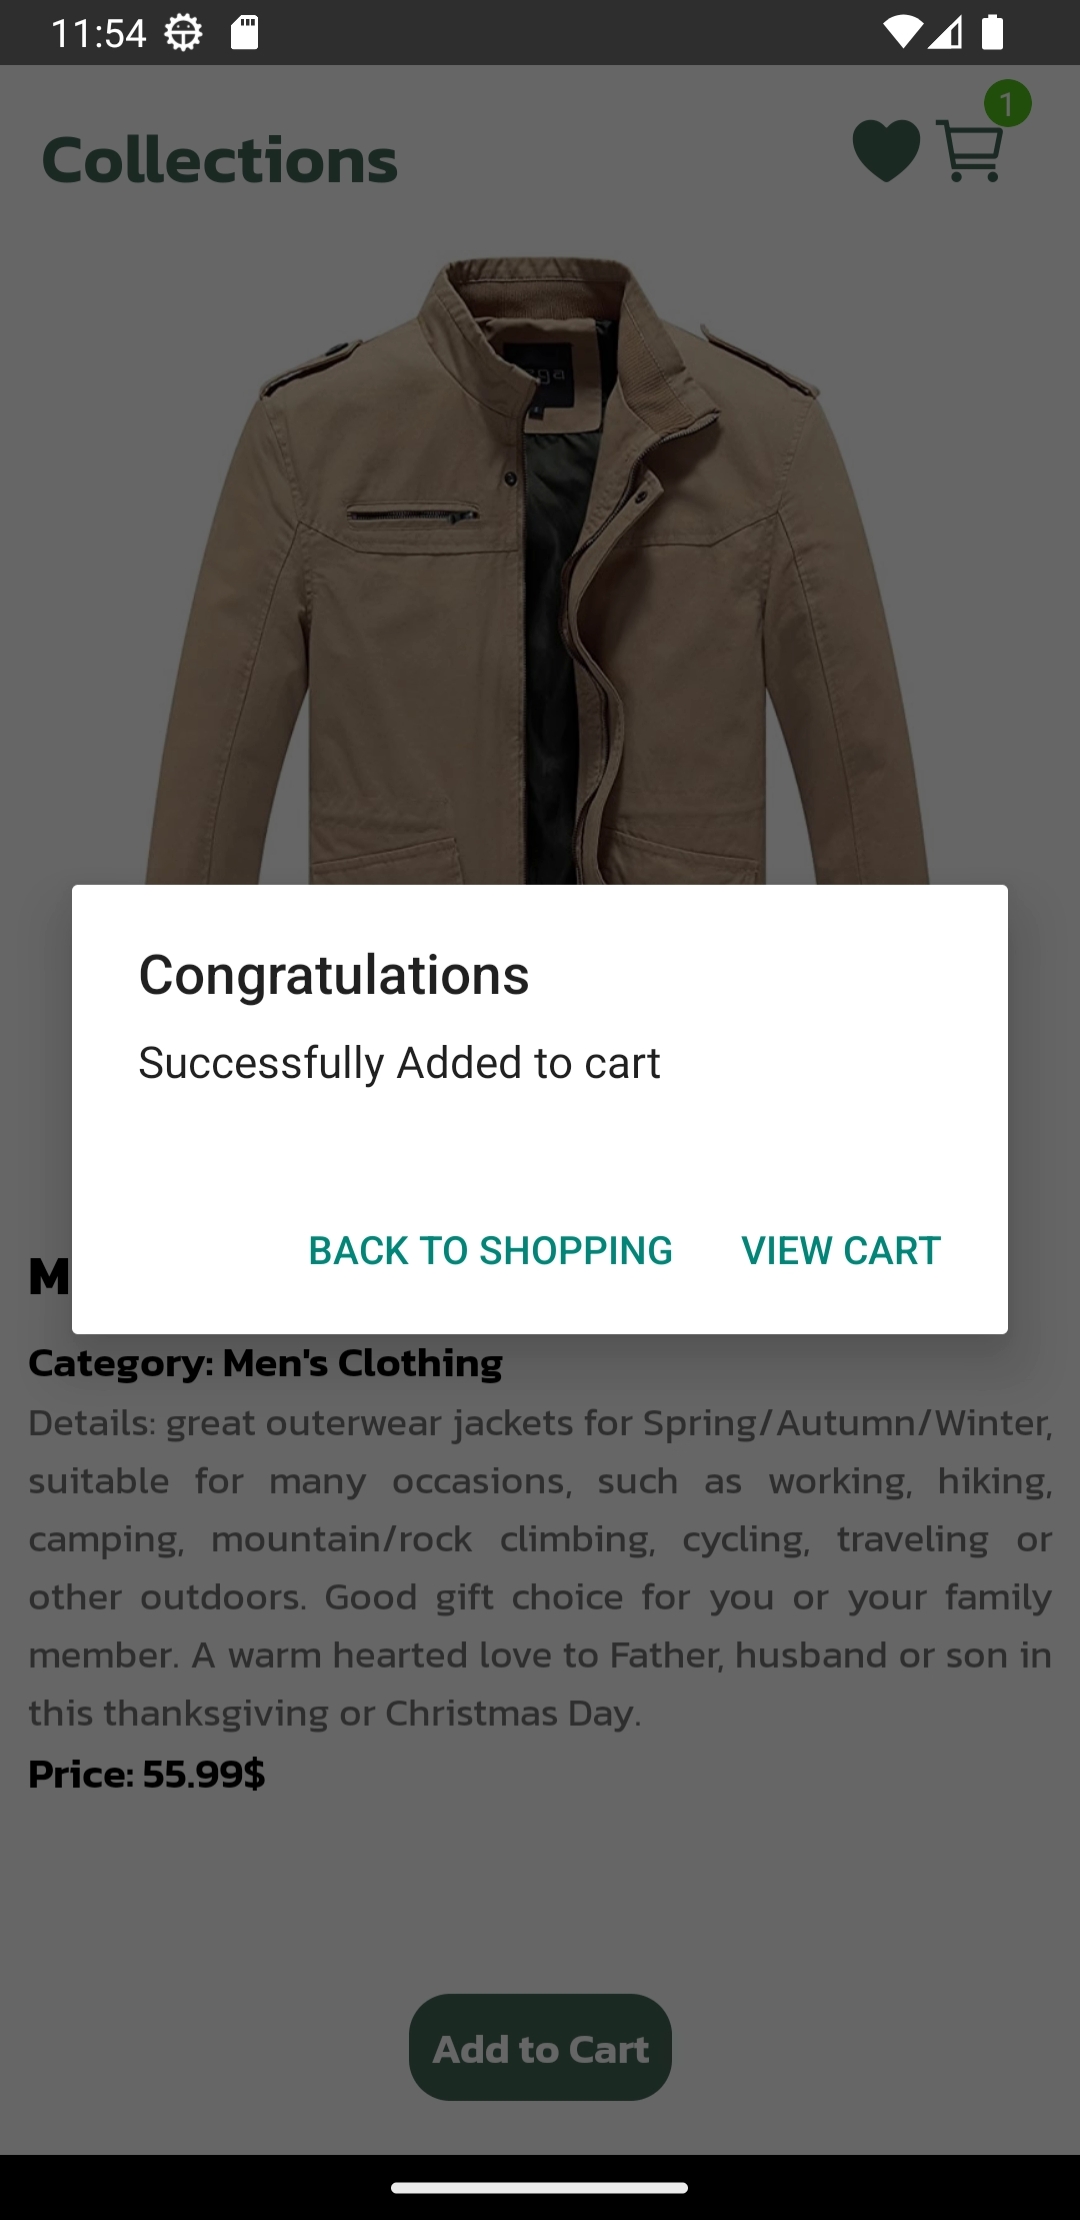 11:54
1
Collections
Congratulations
Successfully Added to cart
BACK TO SHOPPING VIEW CART
M
Category: Men's Clothing
Details: great outerwear jackets for Spring/Autumn/Winter,
suitable for many occasions, such as working, hiking,
camping, mountain/rock climbing, cycling, traveling or
other outdoors. Good gift choice for you or your family
member. A warm hearted love to Father, husband or son in
this thanksgiving or Christmas Day.
Price: 55.99$
Add to Cart